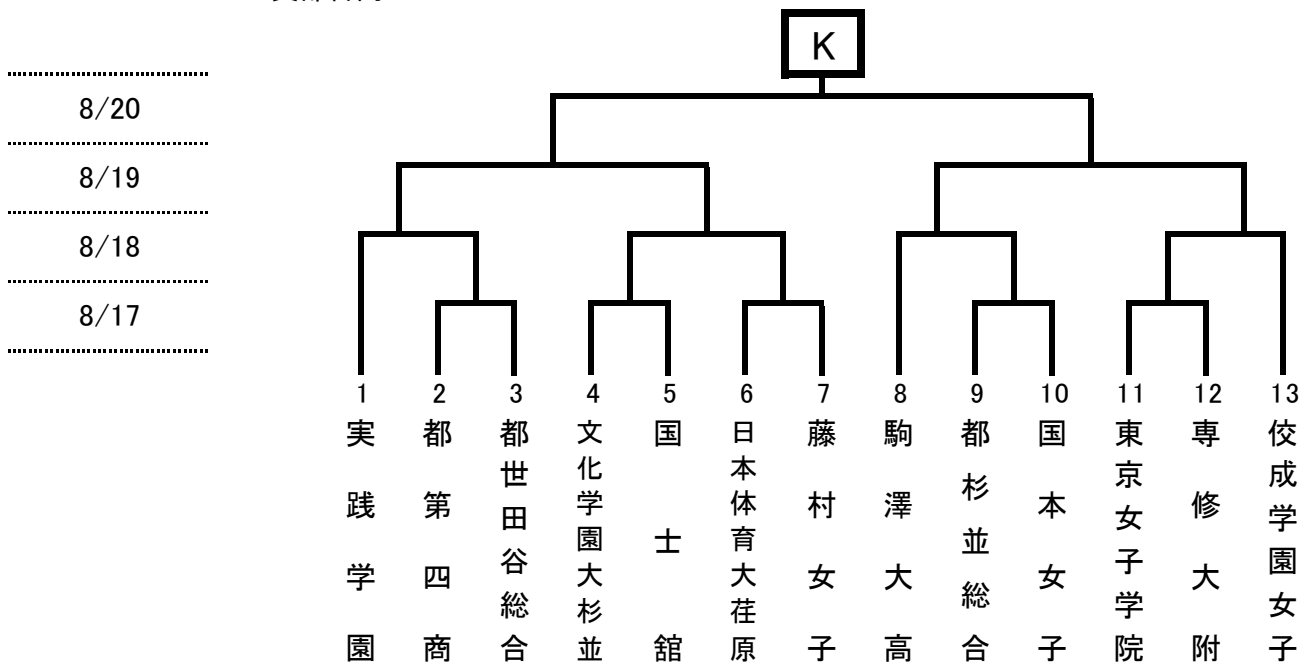 K
8/20
8/19
8/18
8/17
1 2 3 4 5 6 7 8 9 10 11 12 13
実践学園
都第四商
都世田谷総合
文化学園大杉並
国士舘
日本体育大荏原
藤村女子
駒澤大高
都杉並総合
国本女子
東京女子学院
専修大附
佼成学園女子